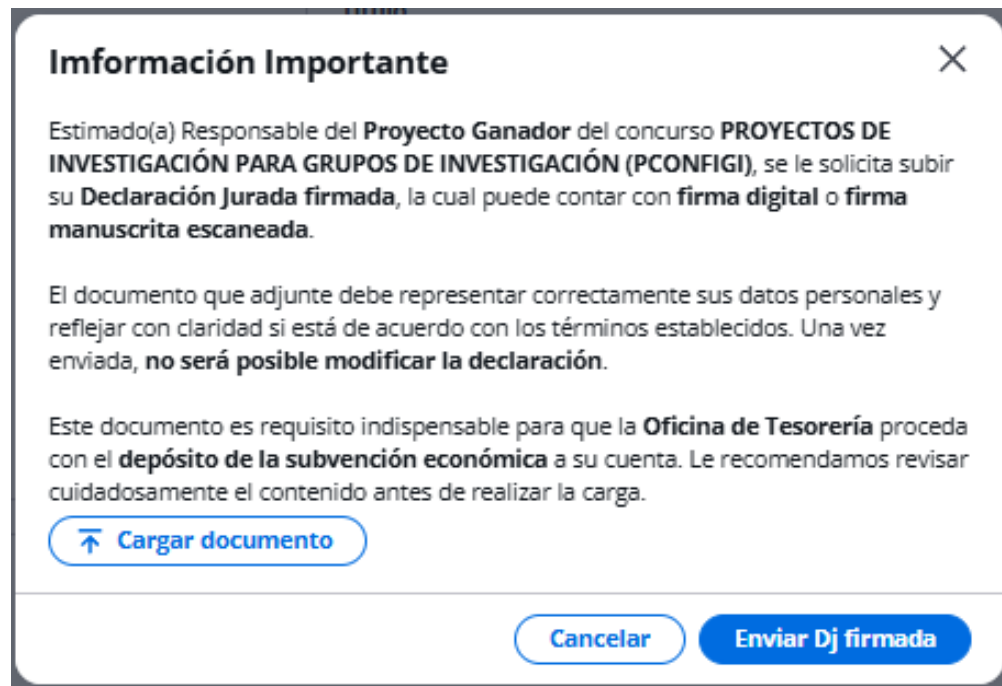 Imformación Importante
Estimado(a) Responsable del Proyecto Ganador del concurso PROYECTOS DE
INVESTIGACIÓN PARA GRUPOS DE INVESTIGACIÓN (PCONFIGI), se le solicita subir
su Declaración Jurada firmada, la cual puede contar con firma digital o firma
manuscrita escaneada.
El documento que adjunte debe representar correctamente sus datos personales y
reflejar con claridad si está de acuerdo con los términos establecidos. Una vez
enviada, no será posible modificar la declaración.
Este documento es requisito indispensable para que la Oficina de Tesorería proceda
con el depósito de la subvención económica a su cuenta. Le recomendamos revisar
cuidadosamente el contenido antes de realizar la carga.
Cargar documento
Cancelar
Enviar Dj firmada